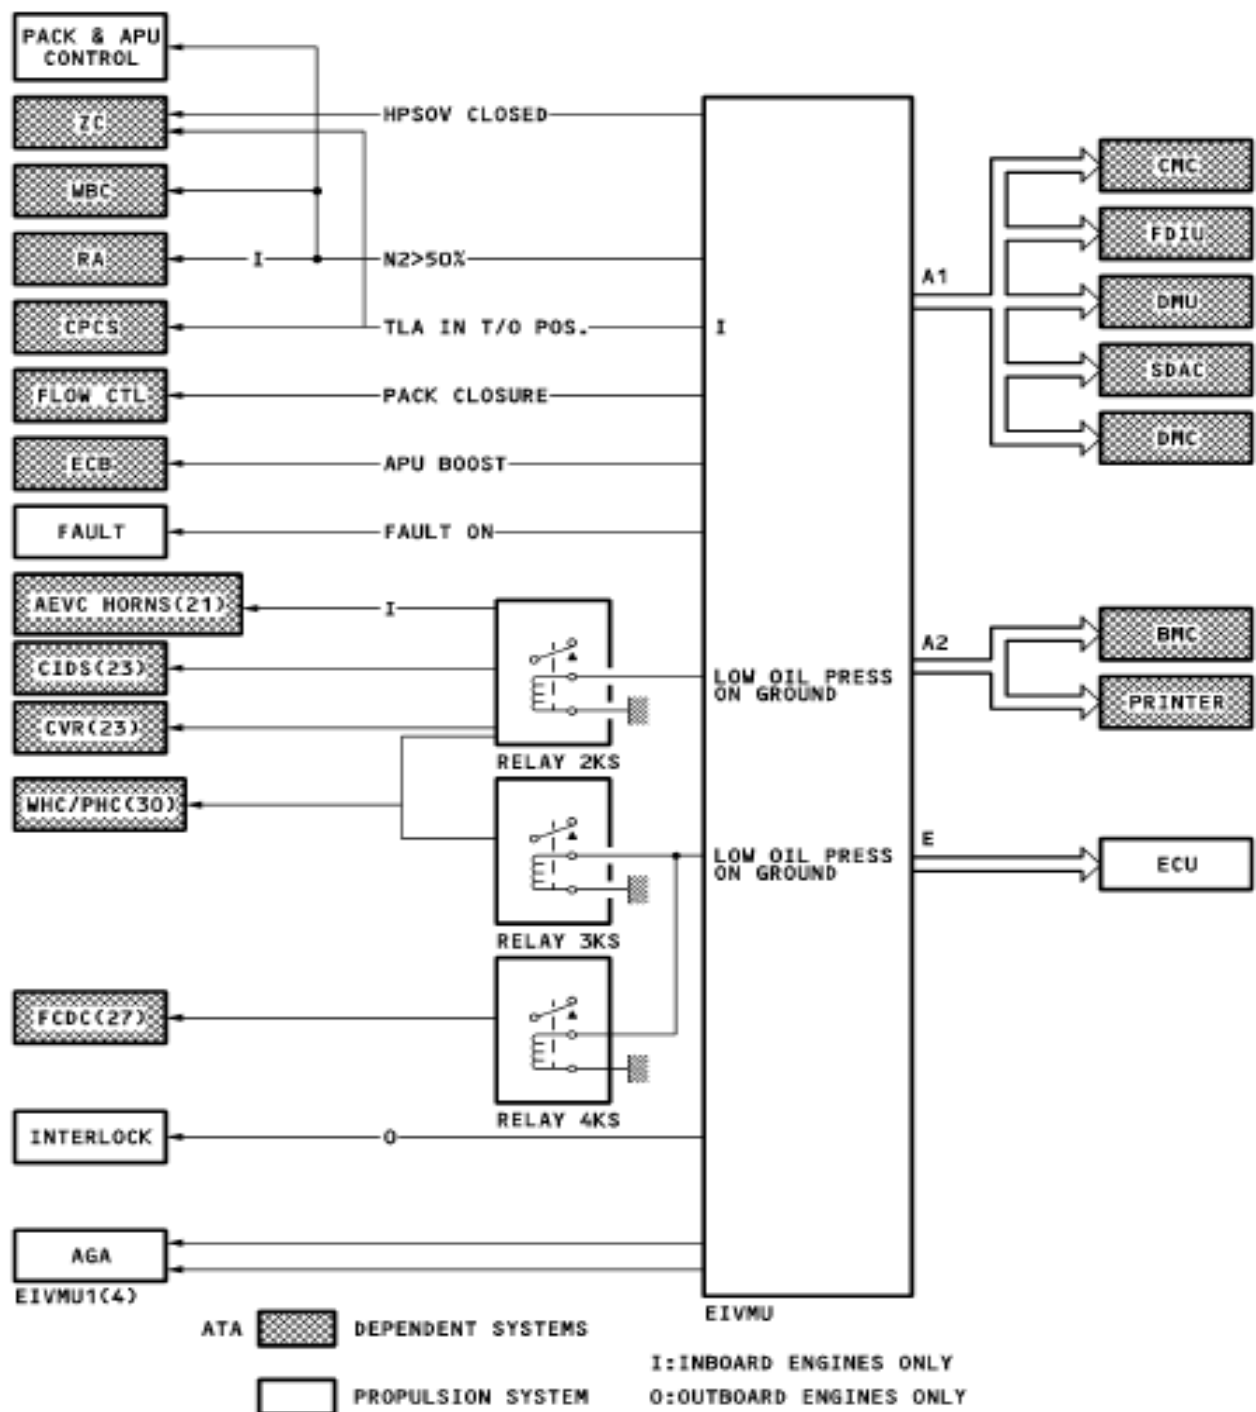 PACK & APU
CONTROL
ZC
HPSOV CLOSED
WBC
RA
I
N2>50%
CPCS
TLA IN T/O POS.
I
FLOW CTL
PACK CLOSURE
ECB
APU BOOST
FAULT
FAULT ON
AEVC HORNS(21)
I
CIDS(23)
CVR(23)
WHC/PHC(30)
LOW OIL PRESS
ON GROUND
RELAY 2KS
LOW OIL PRESS
ON GROUND
RELAY 3KS
FCDC(27)
RELAY 4KS
INTERLOCK
O
AGA
EIVMU1(4)
EIVMU
A1
CMC
FDIU
DMU
SDAC
DMC
A2
BMC
PRINTER
E
ECU
ATA
DEPENDENT SYSTEMS
PROPULSION SYSTEM
I:INBOARD ENGINES ONLY
O:OUTBOARD ENGINES ONLY